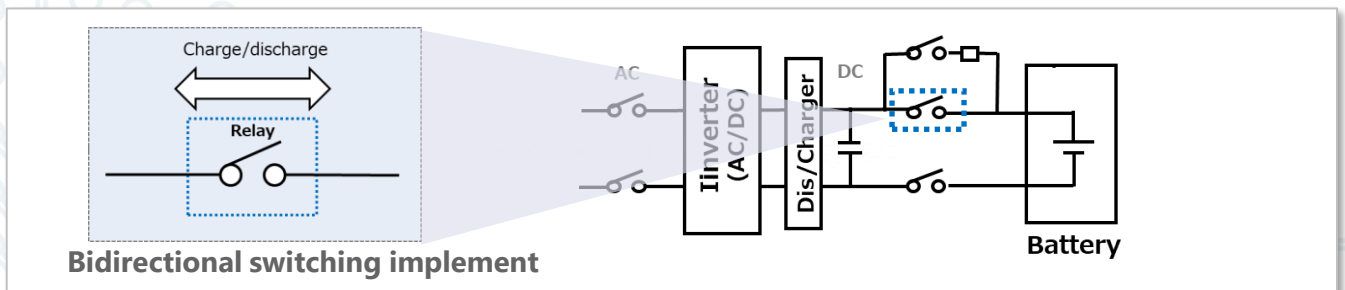 Charge/discharge
Relay
Bidirectional switching implement
AC
Iinverter
(AC/DC)
Dis/Charger
DC
Battery